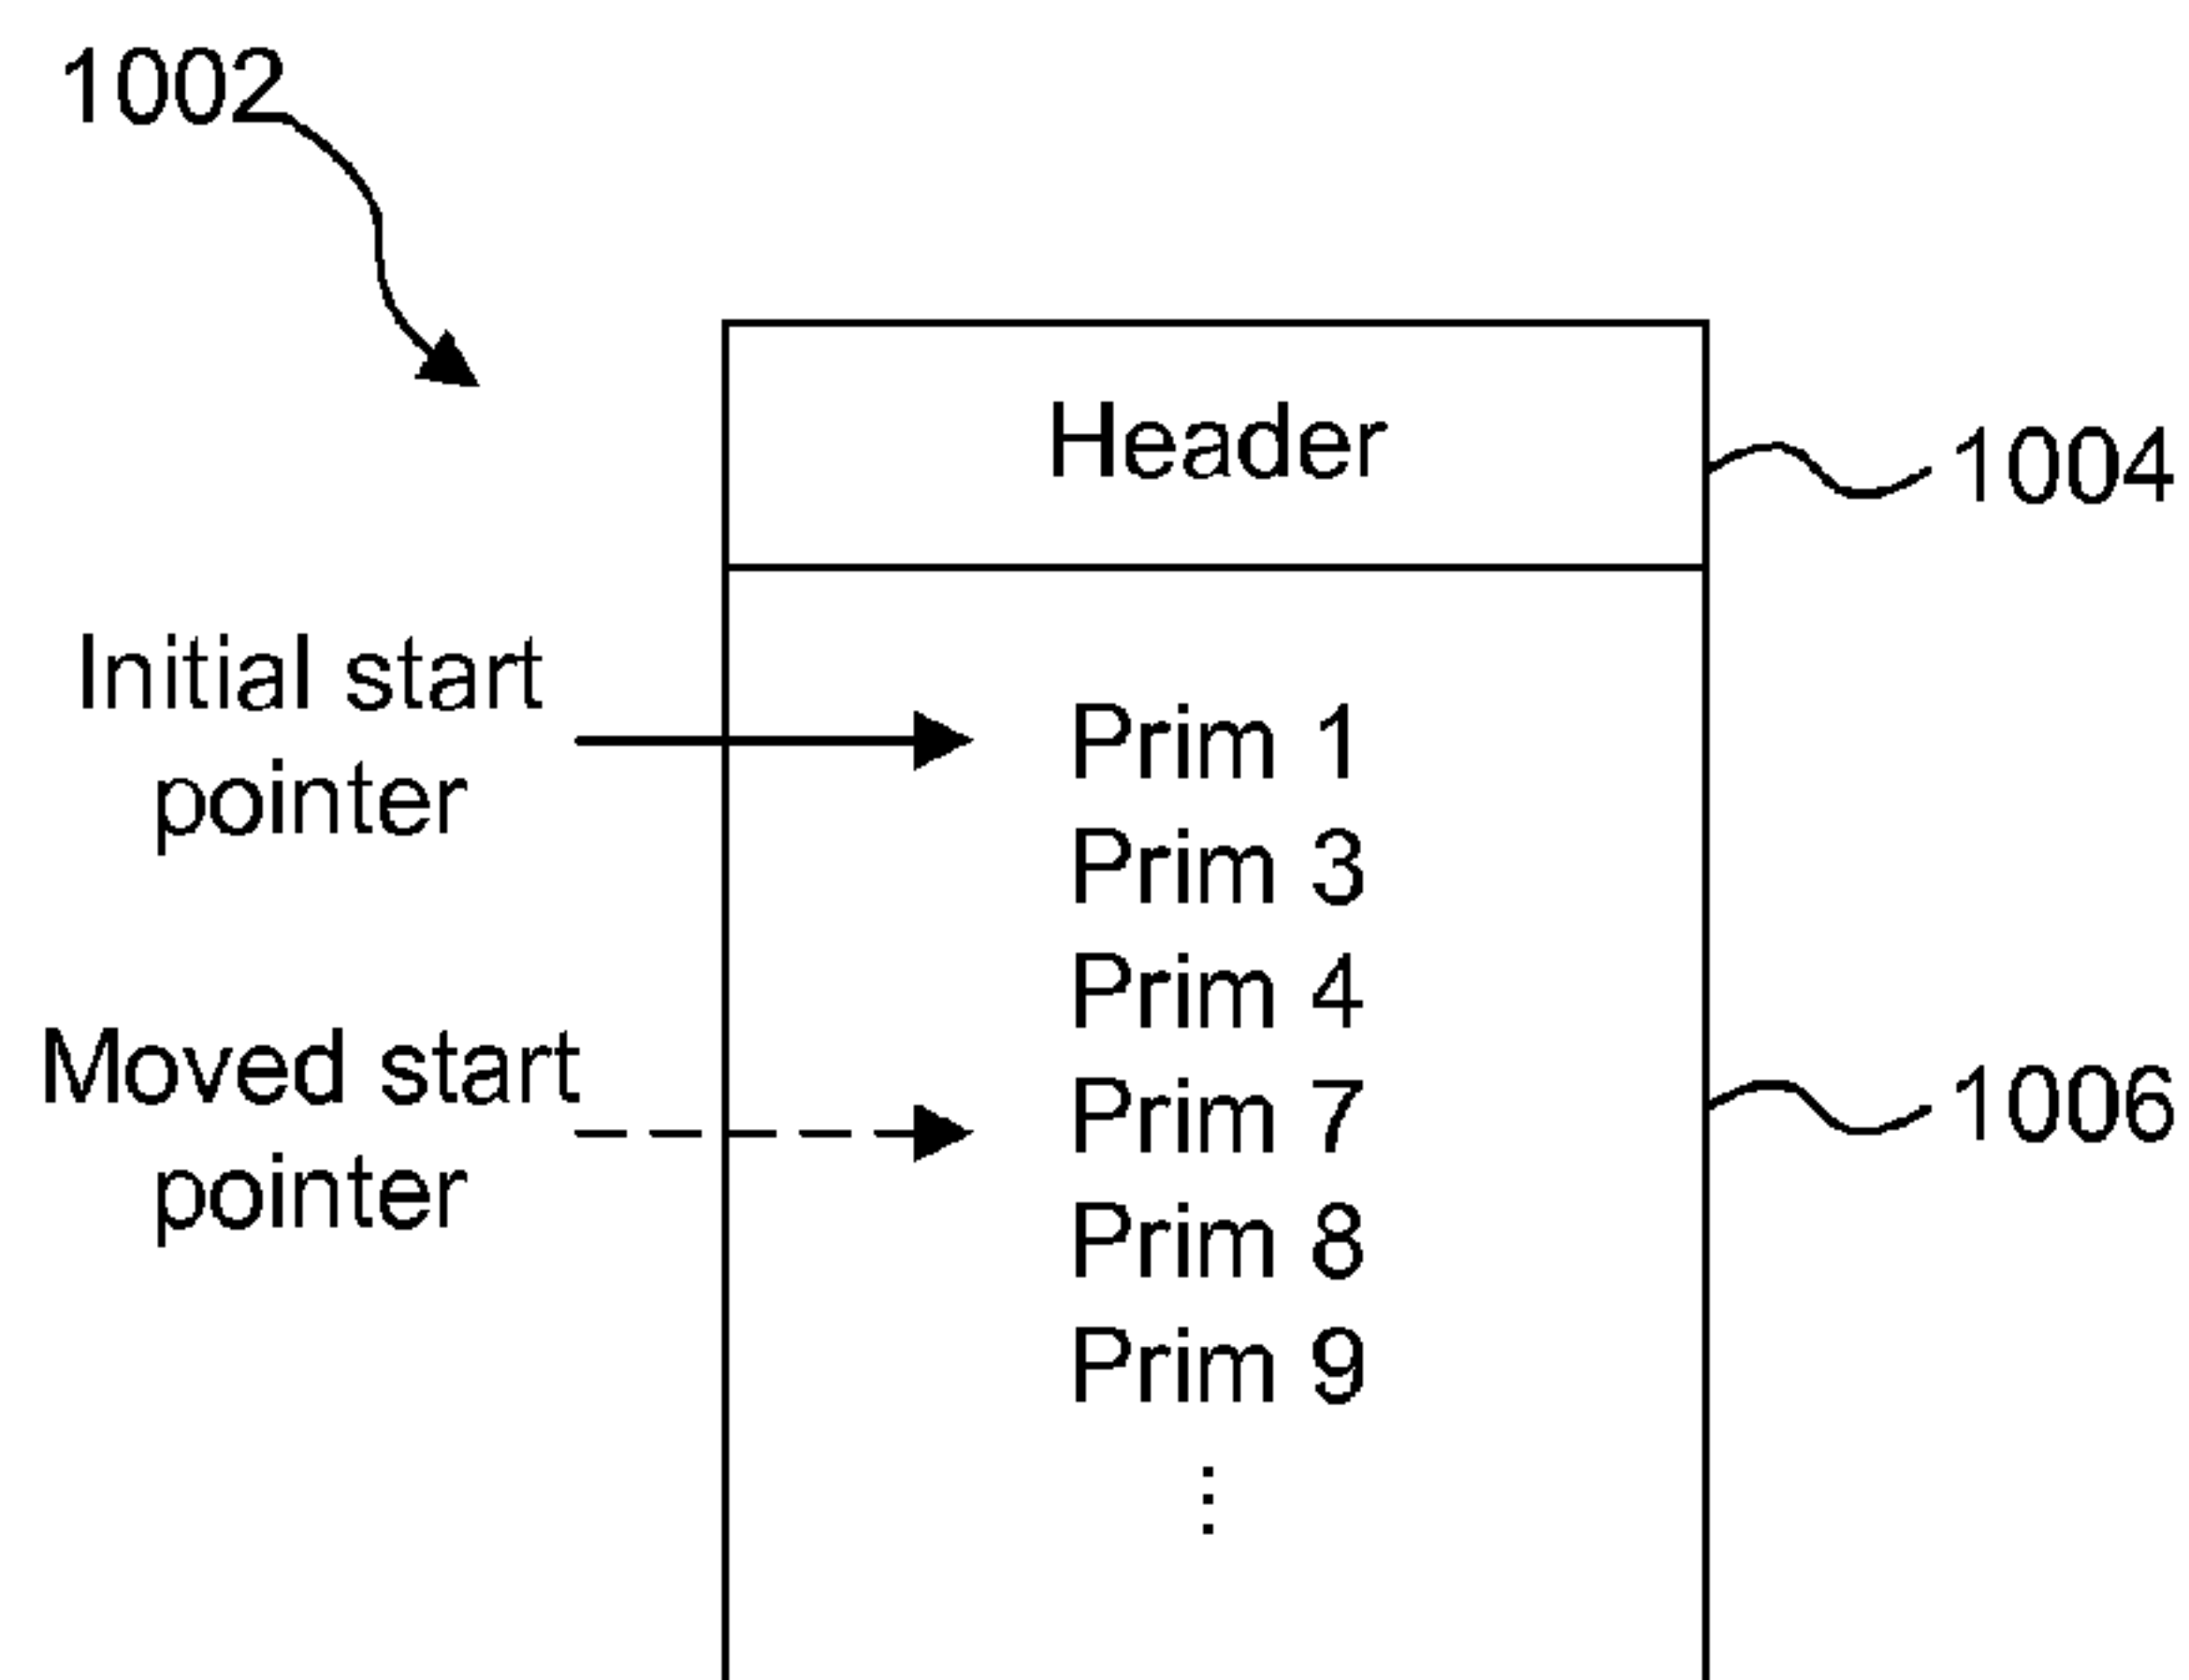 1002
Header
1004
Initial start
pointer
Prim 1
Prim 3
Prim 4
Moved start
pointer
Prim 7
1006
Prim 8
Prim 9
⋮